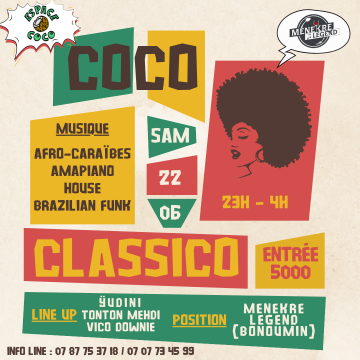 ESPACE
COCO
MENEKRE
LEGEND
COCO
MUSIQUE
AFRO-CARAÏBES
AMAPIANO
HOUSE
BRAZILIAN FUNK
SAM
22
06
23H - 4H
CLASSICO
ENTRÉE
5000
LINE UP
ÿUDINI
TONTON MEHDI
VICO DOWNIE
POSITION
MENEKRE
LEGEND
(BONOUMIN)
INFO LINE : 07 87 75 37 18 / 07 07 73 45 99